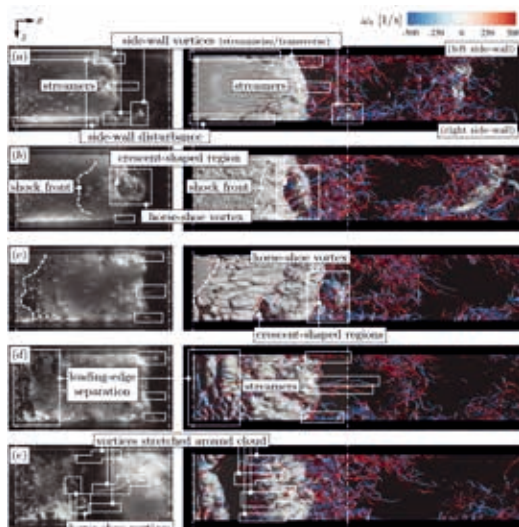 x
z
ωx [1/s]
-500 -250 0 250 500
side-wall vortices (streamwise/transverse)
(left side-wall)
(a)
streamers
streamers
side-wall disturbance
(right side-wall)
(b)
crescent-shaped region
shock front
shock front
horse-shoe vortex
(c)
horse-shoe vortex
crescent-shaped regions
(d)
leading-edge
separation
streamers
vortices stretched around cloud
(e)